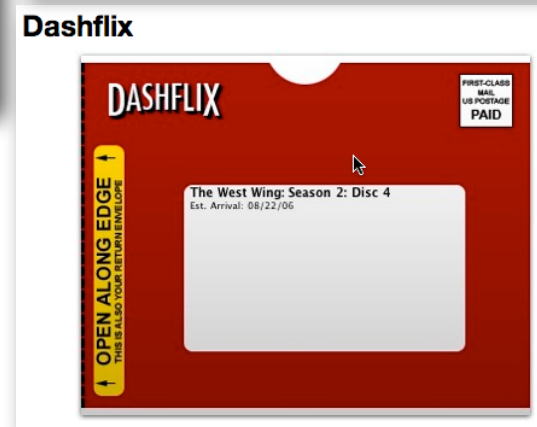 Dashflix
DASHFLIX
FIRST-CLASS
MAIL
US POSTAGE
PAID
OPEN ALONG EDGE
THIS IS ALSO YOUR RETURN ENVELOPE
The West Wing: Season 2: Disc 4
Est. Arrival: 08/22/06